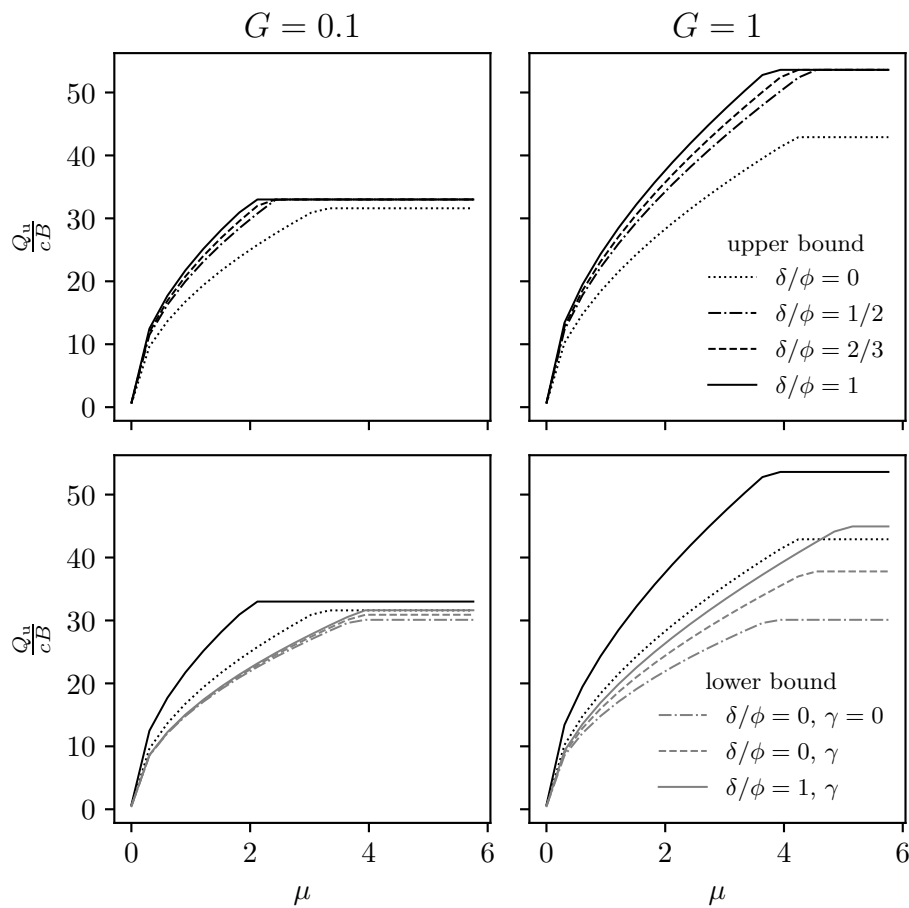 G = 0.1
G = 1
50
40
30
20
10
0
Q_u/cB
upper bound
δ/ϕ = 0
δ/ϕ = 1/2
δ/ϕ = 2/3
δ/ϕ = 1
50
40
30
20
10
0
Q_u/cB
lower bound
δ/ϕ = 0, γ = 0
δ/ϕ = 0, γ
δ/ϕ = 1, γ
0 2 4 6
0 2 4 6
μ
μ